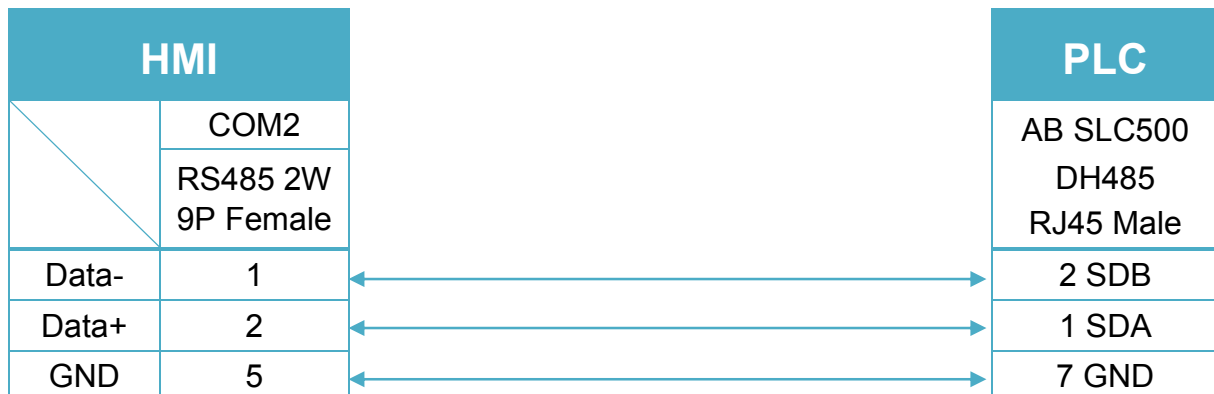 HMI PLC
COM2
RS485 2W
9P Female
AB SLC500
DH485
RJ45 Male
Data- 1 2 SDB
Data+ 2 1 SDA
GND 5 7 GND